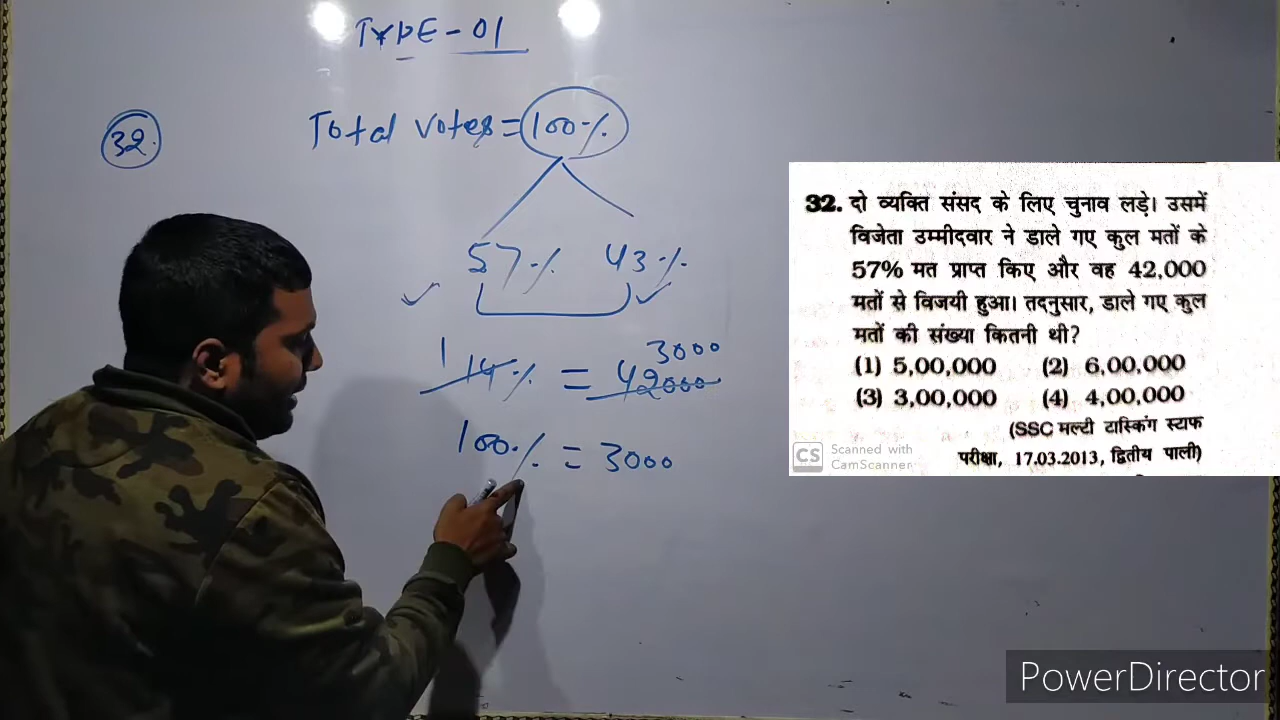 TYPE-01
32.
Total votes = 100%
57% 43%
1 3000
14% = 42000
100% = 3000
32. दो व्यक्ति संसद के लिए चुनाव लड़े। उसमें
विजेता उम्मीदवार ने डाले गए कुल मतों के
57% मत प्राप्त किए और वह 42,000
मतों से विजयी हुआ। तदनुसार, डाले गए कुल
मतों की संख्या कितनी थी?
(1) 5,00,000 (2) 6,00,000
(3) 3,00,000 (4) 4,00,000
(SSC मल्टी टास्किंग स्टाफ
परीक्षा, 17.03.2013, द्वितीय पाली)
CS Scanned with
CamScanner
PowerDirector